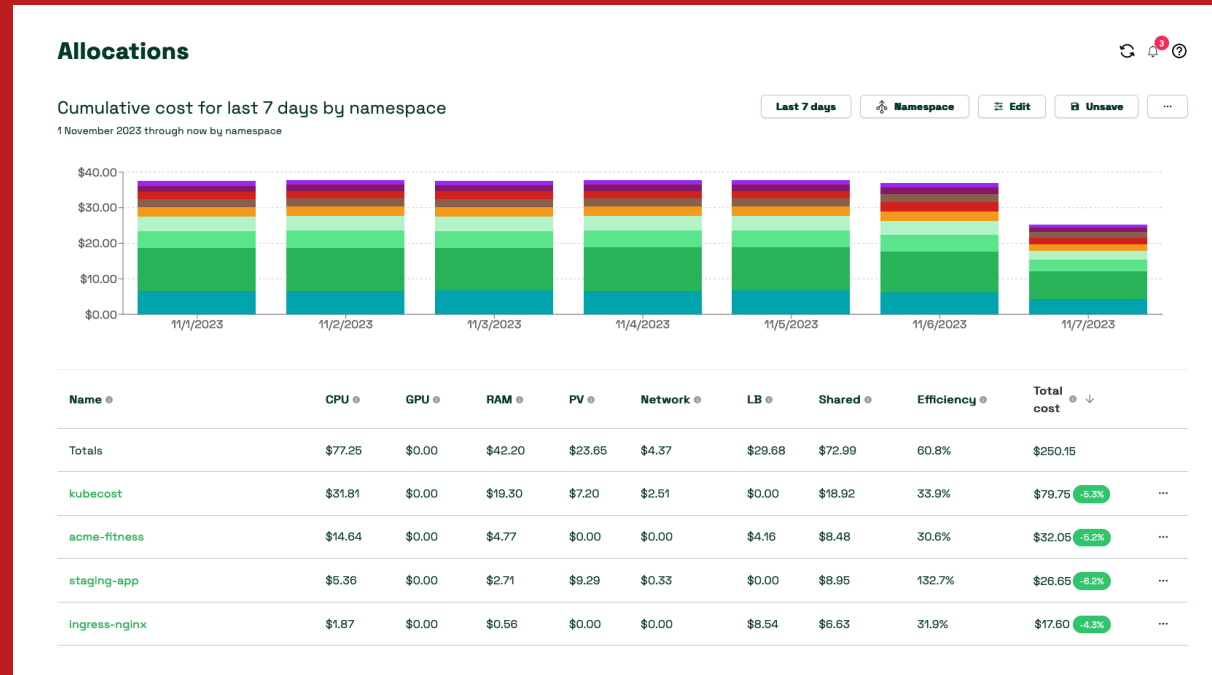 Allocations
3
Cumulative cost for last 7 days by namespace
1 November 2023 through now by namespace
Last 7 days
Namespace
Edit
Unsave
...
$40.00
$30.00
$20.00
$10.00
$0.00
11/1/2023 11/2/2023 11/3/2023 11/4/2023 11/5/2023 11/6/2023 11/7/2023
Name CPU GPU RAM PV Network LB Shared Efficiency Total cost
Totals $77.25 $0.00 $42.20 $23.65 $4.37 $29.68 $72.99 60.8% $250.15
kubecost $31.81 $0.00 $19.30 $7.20 $2.51 $0.00 $18.92 33.9% $79.75 -5.3% ...
acme-fitness $14.64 $0.00 $4.77 $0.00 $0.00 $4.16 $8.48 30.6% $32.05 -5.2% ...
staging-app $5.36 $0.00 $2.71 $9.29 $0.33 $0.00 $8.95 132.7% $26.65 -6.2% ...
ingress-nginx $1.87 $0.00 $0.56 $0.00 $0.00 $8.54 $6.63 31.9% $17.60 -4.3% ...